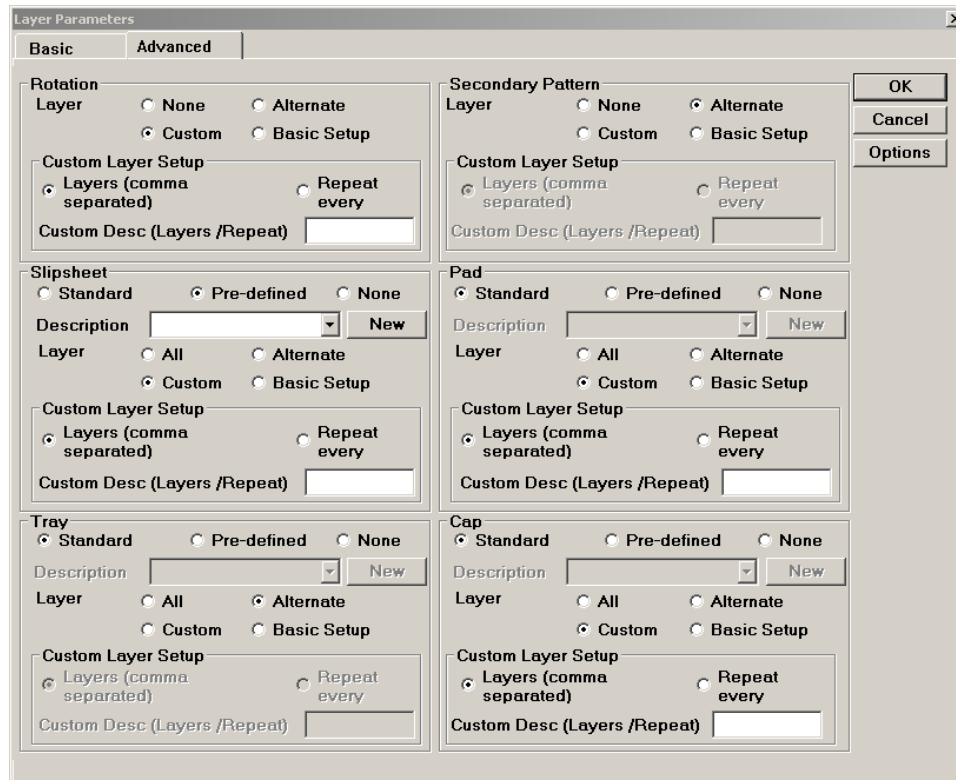 Layer Parameters
Basic Advanced
Rotation
Layer None Alternate
Custom Basic Setup
Custom Layer Setup
Layers (comma separated) Repeat every
Custom Desc (Layers /Repeat)
Secondary Pattern
Layer None Alternate
Custom Basic Setup
Custom Layer Setup
Layers (comma separated) Repeat every
Custom Desc (Layers /Repeat)
OK
Cancel
Options
Slipsheet
Standard Pre-defined None
Description New
Layer All Alternate
Custom Basic Setup
Custom Layer Setup
Layers (comma separated) Repeat every
Custom Desc (Layers /Repeat)
Pad
Standard Pre-defined None
Description New
Layer All Alternate
Custom Basic Setup
Custom Layer Setup
Layers (comma separated) Repeat every
Custom Desc (Layers /Repeat)
Tray
Standard Pre-defined None
Description New
Layer All Alternate
Custom Basic Setup
Custom Layer Setup
Layers (comma separated) Repeat every
Custom Desc (Layers /Repeat)
Cap
Standard Pre-defined None
Description New
Layer All Alternate
Custom Basic Setup
Custom Layer Setup
Layers (comma separated) Repeat every
Custom Desc (Layers /Repeat)